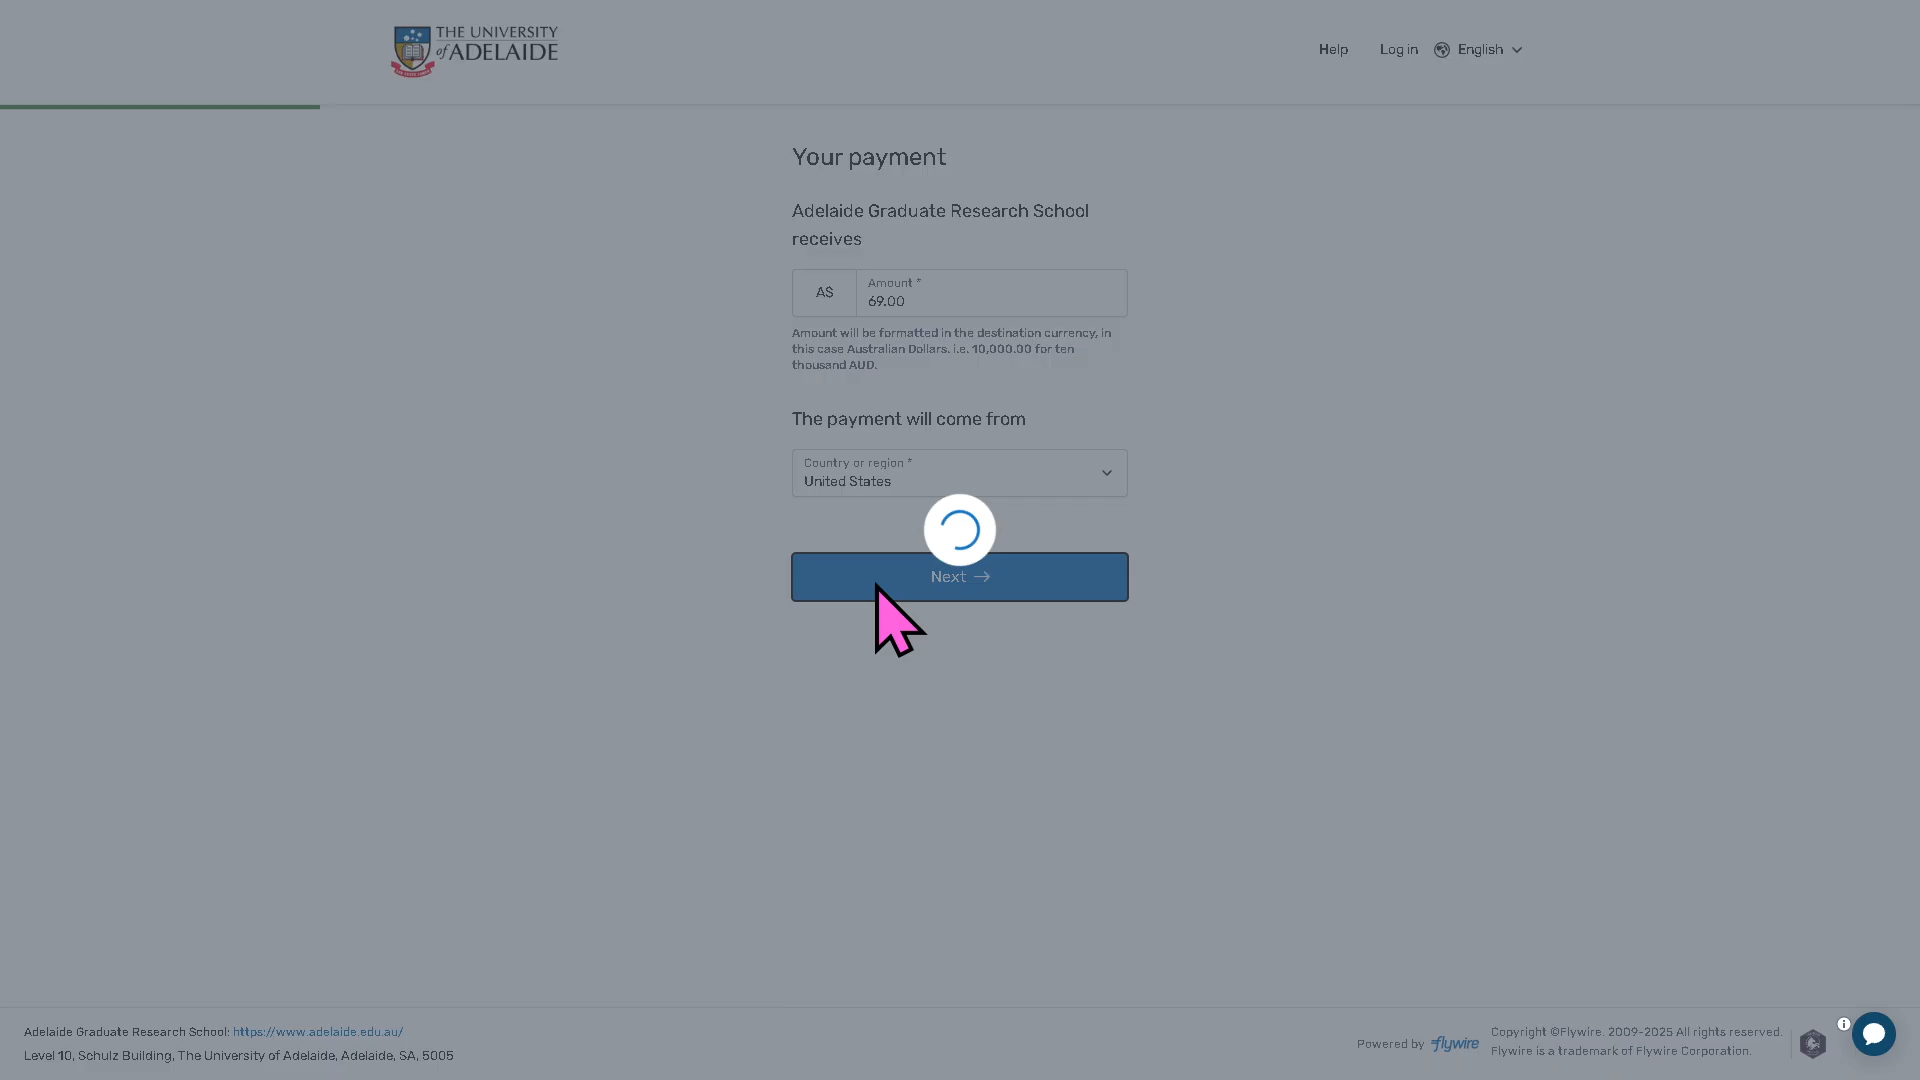 THE UNIVERSITY
of ADELAIDE
Help
Log in
English
Your payment
Adelaide Graduate Research School
receives
A$
Amount *
69.00
Amount will be formatted in the destination currency, in
this case Australian Dollars. i.e. 10,000.00 for ten
thousand AUD.
The payment will come from
Country or region *
United States
Next →
Adelaide Graduate Research School: https://www.adelaide.edu.au/
Level 10, Schulz Building, The University of Adelaide, Adelaide, SA, 5005
Powered by flywire
Copyright ©Flywire. 2009-2025 All rights reserved.
Flywire is a trademark of Flywire Corporation.